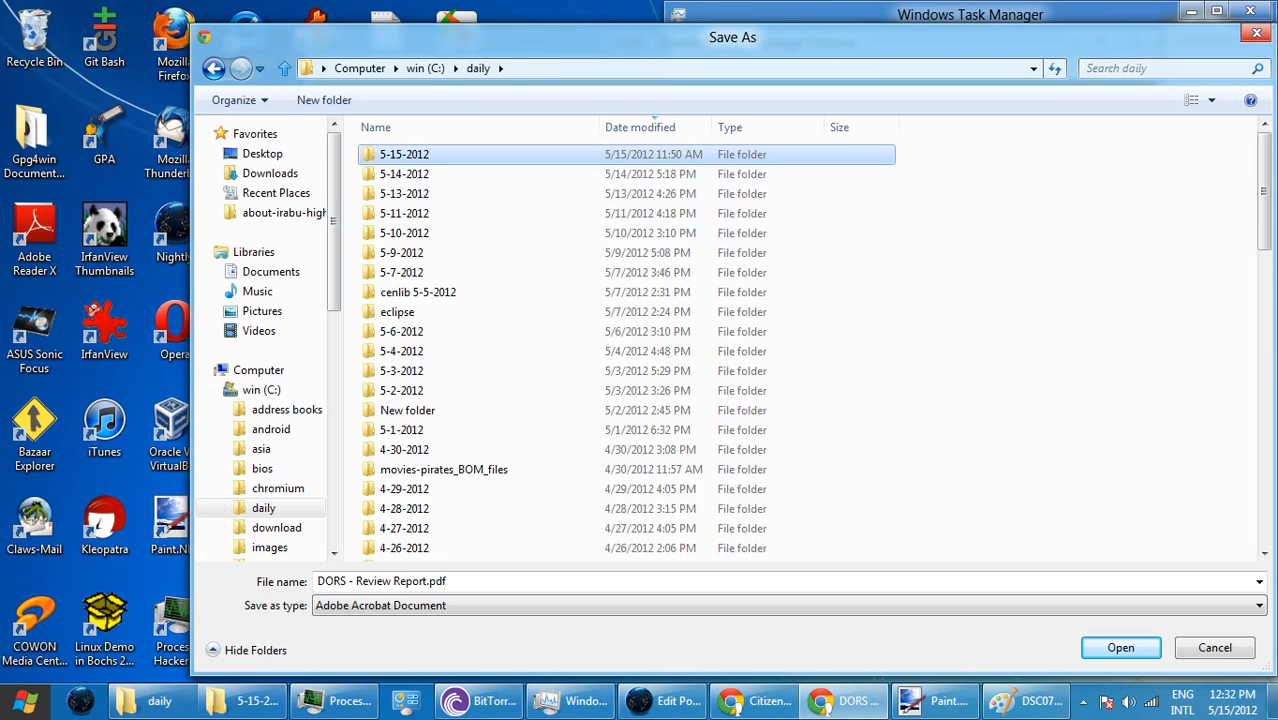 Windows Task Manager
Save As
Computer win (C:) daily
Search daily
Organize New folder
Name Date modified Type Size
5-15-2012 5/15/2012 11:50 AM File folder
5-14-2012 5/14/2012 5:18 PM File folder
5-13-2012 5/13/2012 4:26 PM File folder
5-11-2012 5/11/2012 4:18 PM File folder
5-10-2012 5/10/2012 3:10 PM File folder
5-9-2012 5/9/2012 5:08 PM File folder
5-7-2012 5/7/2012 3:46 PM File folder
cenlib 5-5-2012 5/7/2012 2:31 PM File folder
eclipse 5/7/2012 2:24 PM File folder
5-6-2012 5/6/2012 3:10 PM File folder
5-4-2012 5/4/2012 4:48 PM File folder
5-3-2012 5/3/2012 5:29 PM File folder
5-2-2012 5/3/2012 3:26 PM File folder
New folder 5/2/2012 2:45 PM File folder
5-1-2012 5/1/2012 6:32 PM File folder
4-30-2012 4/30/2012 3:08 PM File folder
movies-pirates_BOM_files 4/30/2012 11:57 AM File folder
4-29-2012 4/29/2012 4:05 PM File folder
4-28-2012 4/28/2012 3:15 PM File folder
4-27-2012 4/27/2012 4:05 PM File folder
4-26-2012 4/26/2012 2:06 PM File folder
Favorites
Desktop
Downloads
Recent Places
about-irabu-high
Libraries
Documents
Music
Pictures
Videos
Computer
win (C:)
address books
android
asia
bios
chromium
daily
download
images
File name: DORS - Review Report.pdf
Save as type: Adobe Acrobat Document
Hide Folders
Open Cancel
Recycle Bin
Git Bash
Mozil
Firefox
Gpg4win
Document...
GPA
Mozill
Thunderb
Adobe
Reader X
IrfanView
Thumbnails
Nightly
ASUS Sonic
Focus
IrfanView
Opera
Bazaar
Explorer
iTunes
Oracle V
VirtualB
Claws-Mail
Kleopatra
Paint.NE
COWON
Media Cent...
Linux Demo
in Bochs 2...
Proces
Hacker
daily
5-15-2...
Proces...
BitTorr...
Windo...
Edit Po...
Citizen...
DORS ...
Paint....
DSC07...
ENG
INTL
12:32 PM
5/15/2012